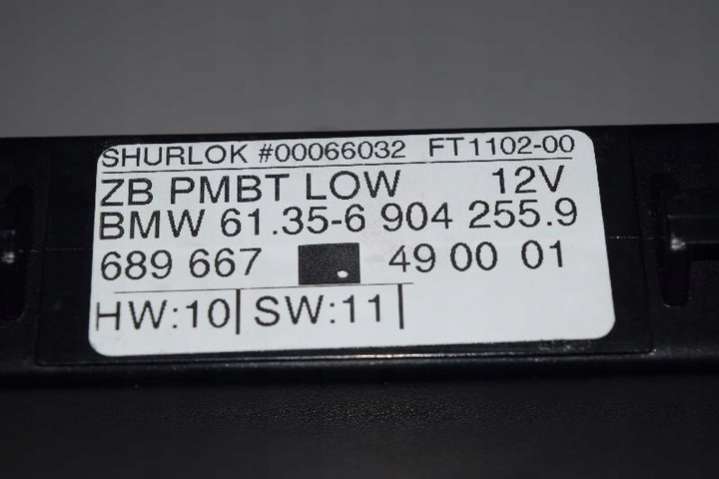 SHURLOK #00066032 FT1102-00
ZB PMBT LOW 12V
BMW 61.35-6 904 255.9
689 667 49 00 01
HW:10| SW:11|